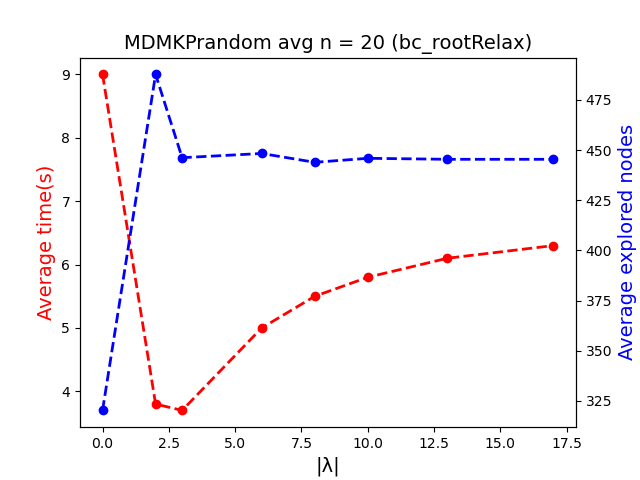 MDMKPrandom avg n = 20 (bc_rootRelax)
9
8
7
6
5
4
Average time(s)
475
450
425
400
375
350
325
Average explored nodes
0.0 2.5 5.0 7.5 10.0 12.5 15.0 17.5
|λ|